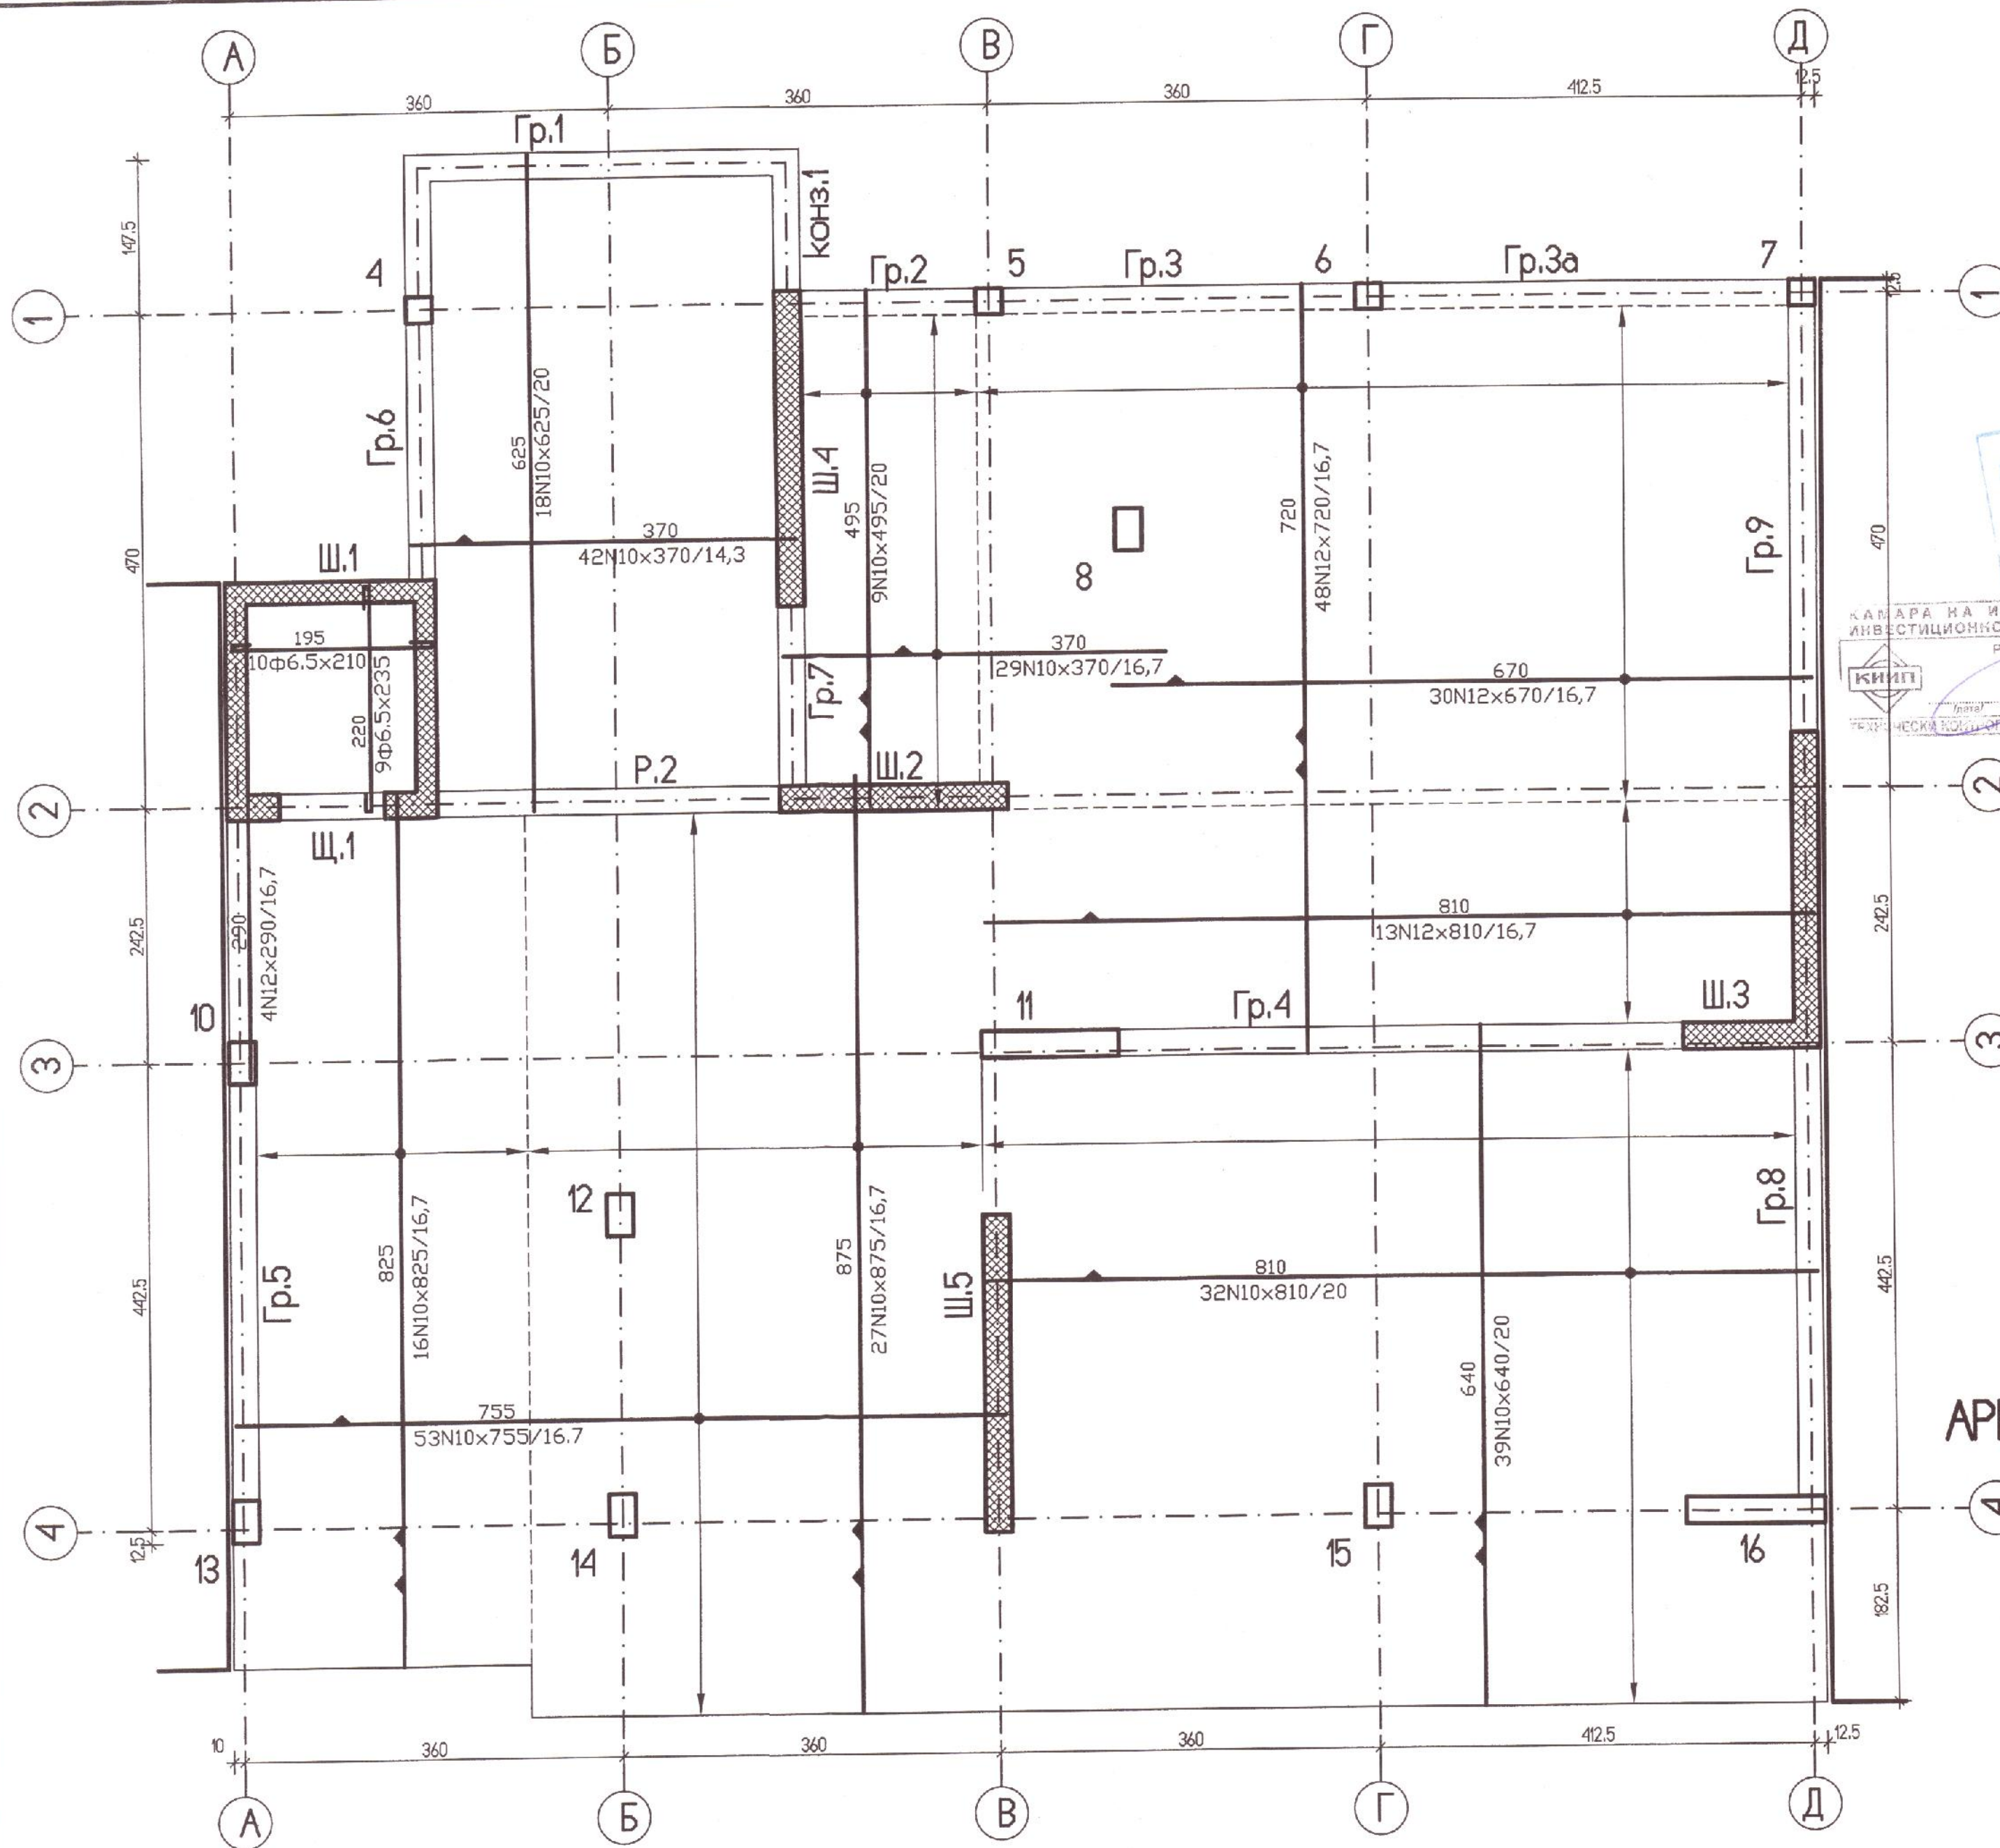 А
Б
В
Г
Д
360
360
360
412.5
12.5
Гр.1
конз.1
147.5
4
Гр.2
5
Гр.3
6
Гр.3а
7
1
1
12.5
Гр.6
625
18N10x625/20
Ш.4
495
9N10x495/20
720
48N12x720/16,7
Гр.9
470
470
370
42N10x370/14,3
8
Ш.1
195
10ф6.5x210
220
9ф6.5x235
370
29N10x370/16,7
Гр.7
670
30N12x670/16,7
КАМАРА НА И
ИНВЕСТИЦИОННО
КИИП
Р.2
Ш.2
2
2
Щ.1
290
4N12x290/16,7
242.5
242.5
810
13N12x810/16,7
10
11
Гр.4
Ш.3
3
3
12
825
16N10x825/16,7
875
27N10x875/16,7
Гр.8
Гр.5
Ш.5
442.5
442.5
810
32N10x810/20
640
39N10x640/20
755
53N10x755/16.7
АР
4
4
12.5
13
14
15
16
182.5
10
360
360
360
412.5
12.5
А
Б
В
Г
Д